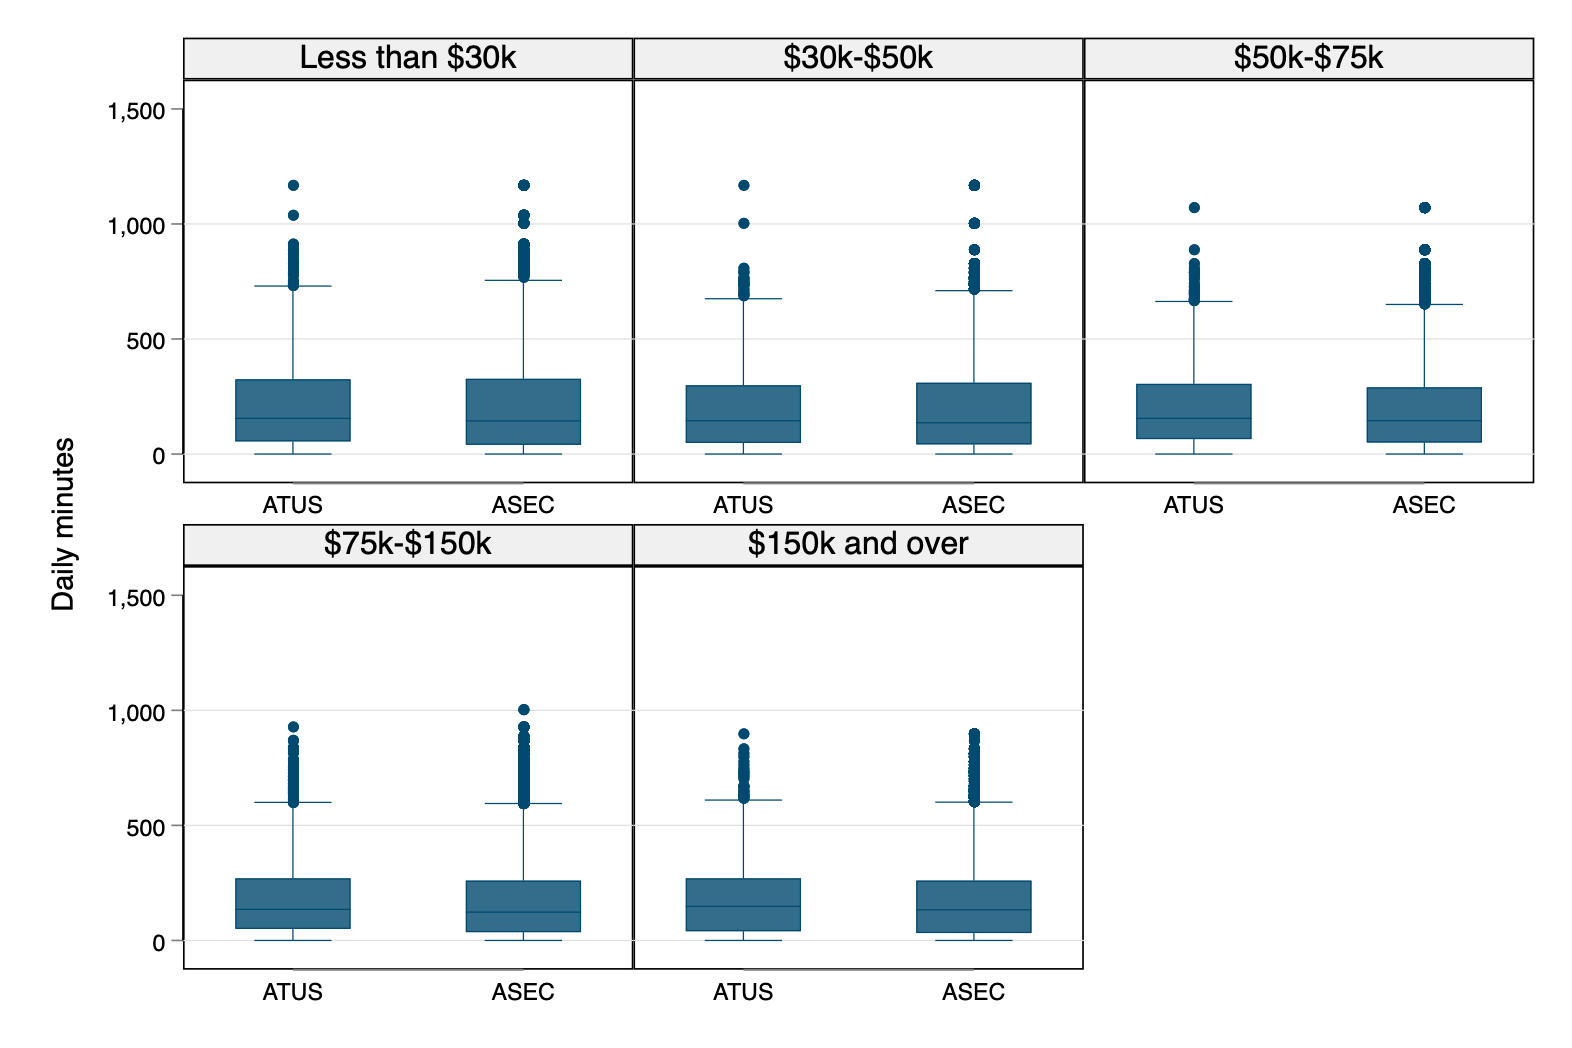 Less than $30k
$30k-$50k
$50k-$75k
1,500
1,000
500
0
ATUS
ASEC
ATUS
ASEC
ATUS
ASEC
Daily minutes
$75k-$150k
$150k and over
1,500
1,000
500
0
ATUS
ASEC
ATUS
ASEC